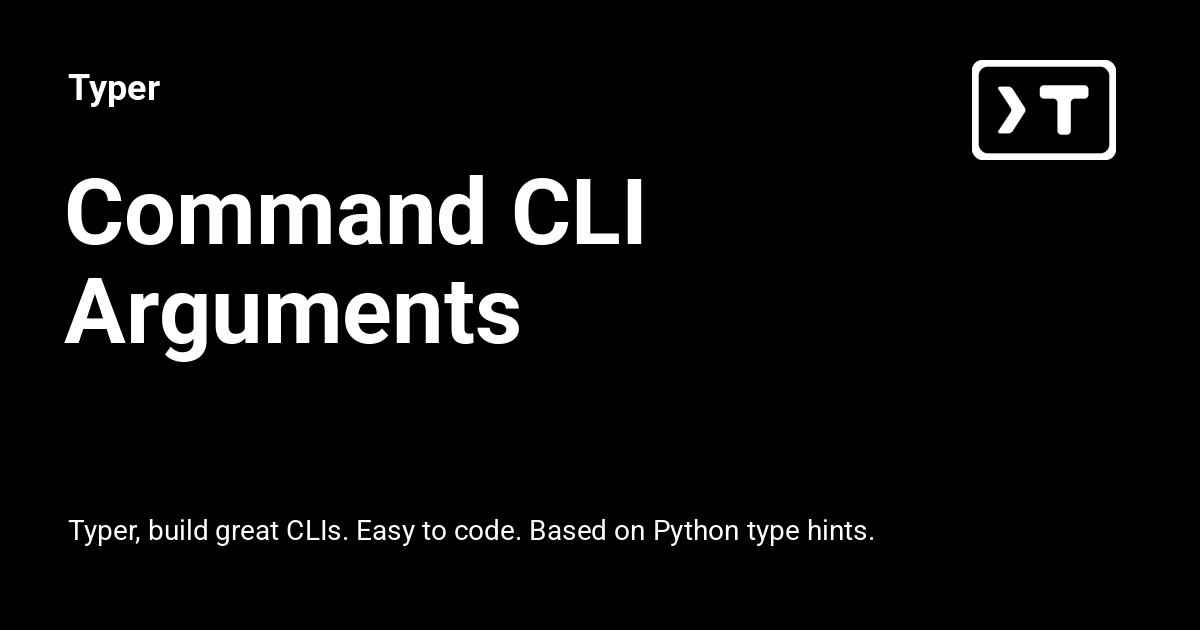 Typer
❯T
Command CLI
Arguments
Typer, build great CLIs. Easy to code. Based on Python type hints.